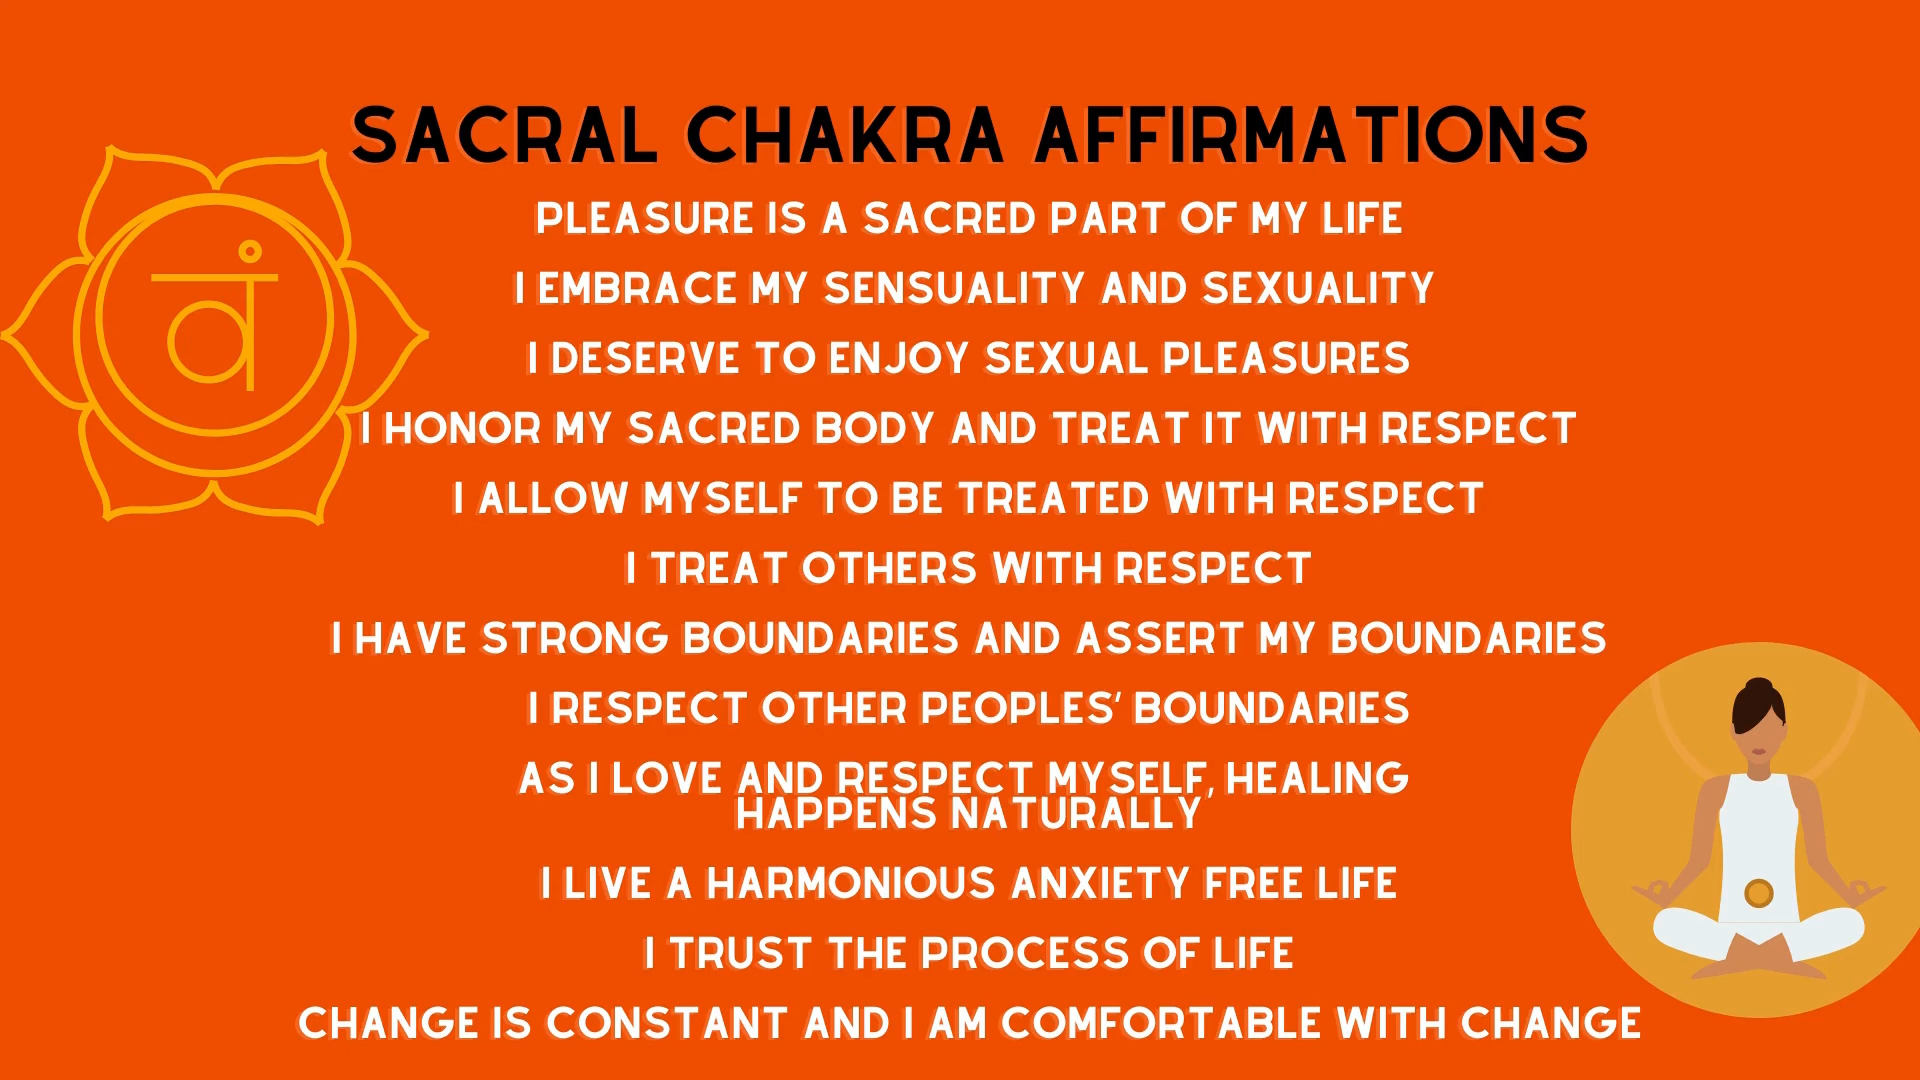 SACRAL CHAKRA AFFIRMATIONS
PLEASURE IS A SACRED PART OF MY LIFE
I EMBRACE MY SENSUALITY AND SEXUALITY
I DESERVE TO ENJOY SEXUAL PLEASURES
वं
I HONOR MY SACRED BODY AND TREAT IT WITH RESPECT
I ALLOW MYSELF TO BE TREATED WITH RESPECT
I TREAT OTHERS WITH RESPECT
I HAVE STRONG BOUNDARIES AND ASSERT MY BOUNDARIES
I RESPECT OTHER PEOPLES' BOUNDARIES
AS I LOVE AND RESPECT MYSELF, HEALING
HAPPENS NATURALLY
I LIVE A HARMONIOUS ANXIETY FREE LIFE
I TRUST THE PROCESS OF LIFE
CHANGE IS CONSTANT AND I AM COMFORTABLE WITH CHANGE